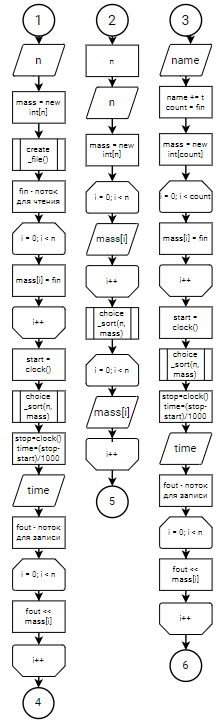 1
n
mass = new
int[n]
create
_file()
fin - поток
для чтения
i = 0; i < n
mass[i] = fin
i++
start =
clock()
choice
_sort(n,
mass)
stop=clock()
time=(stop-
start)/1000
time
fout - поток
для записи
i = 0; i < n
fout <<
mass[i]
i++
4
2
n
n
mass = new
int[n]
i = 0; i < n
mass[i]
i++
choice
_sort(n,
mass)
i = 0; i < n
mass[i]
i++
5
3
name
name += t
count = fin
mass = new
int[count]
i = 0; i < count
mass[i] = fin
i++
start =
clock()
choice
_sort(n,
mass)
stop=clock()
time=(stop-
start)/1000
time
fout - поток
для записи
i = 0; i < n
fout <<
mass[i]
i++
6